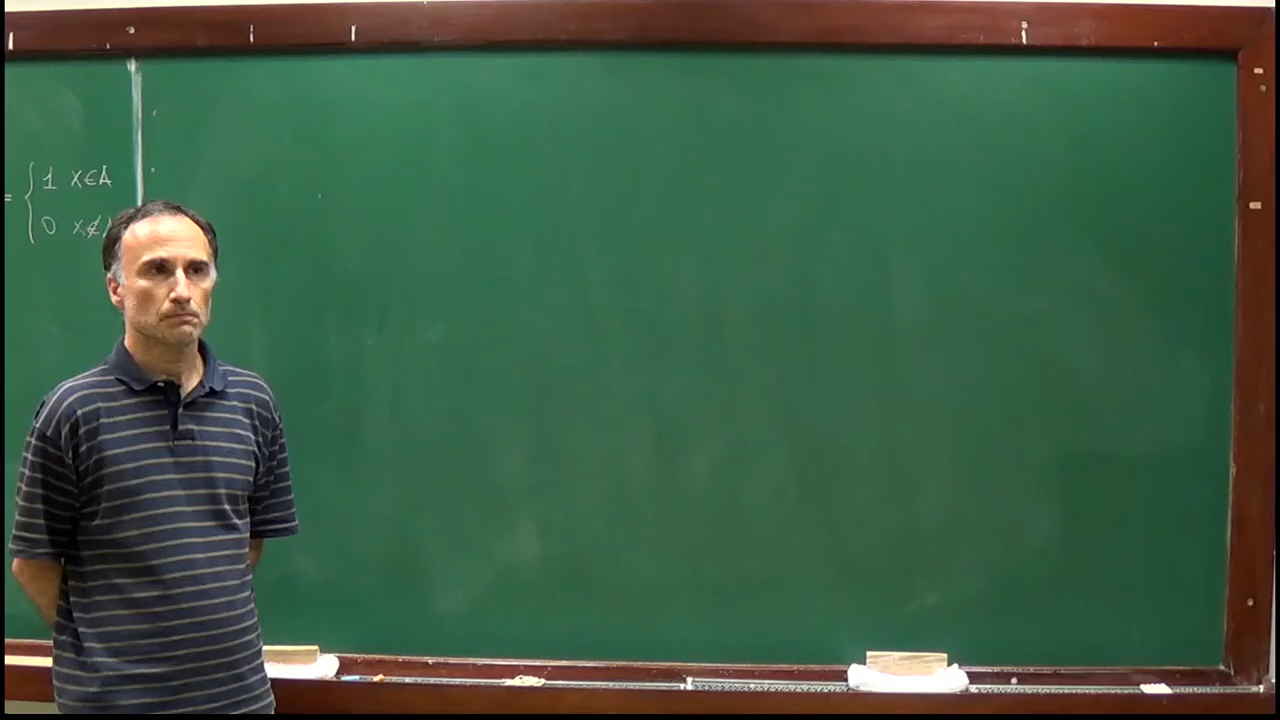 = { 1 x∈A
0 x∉